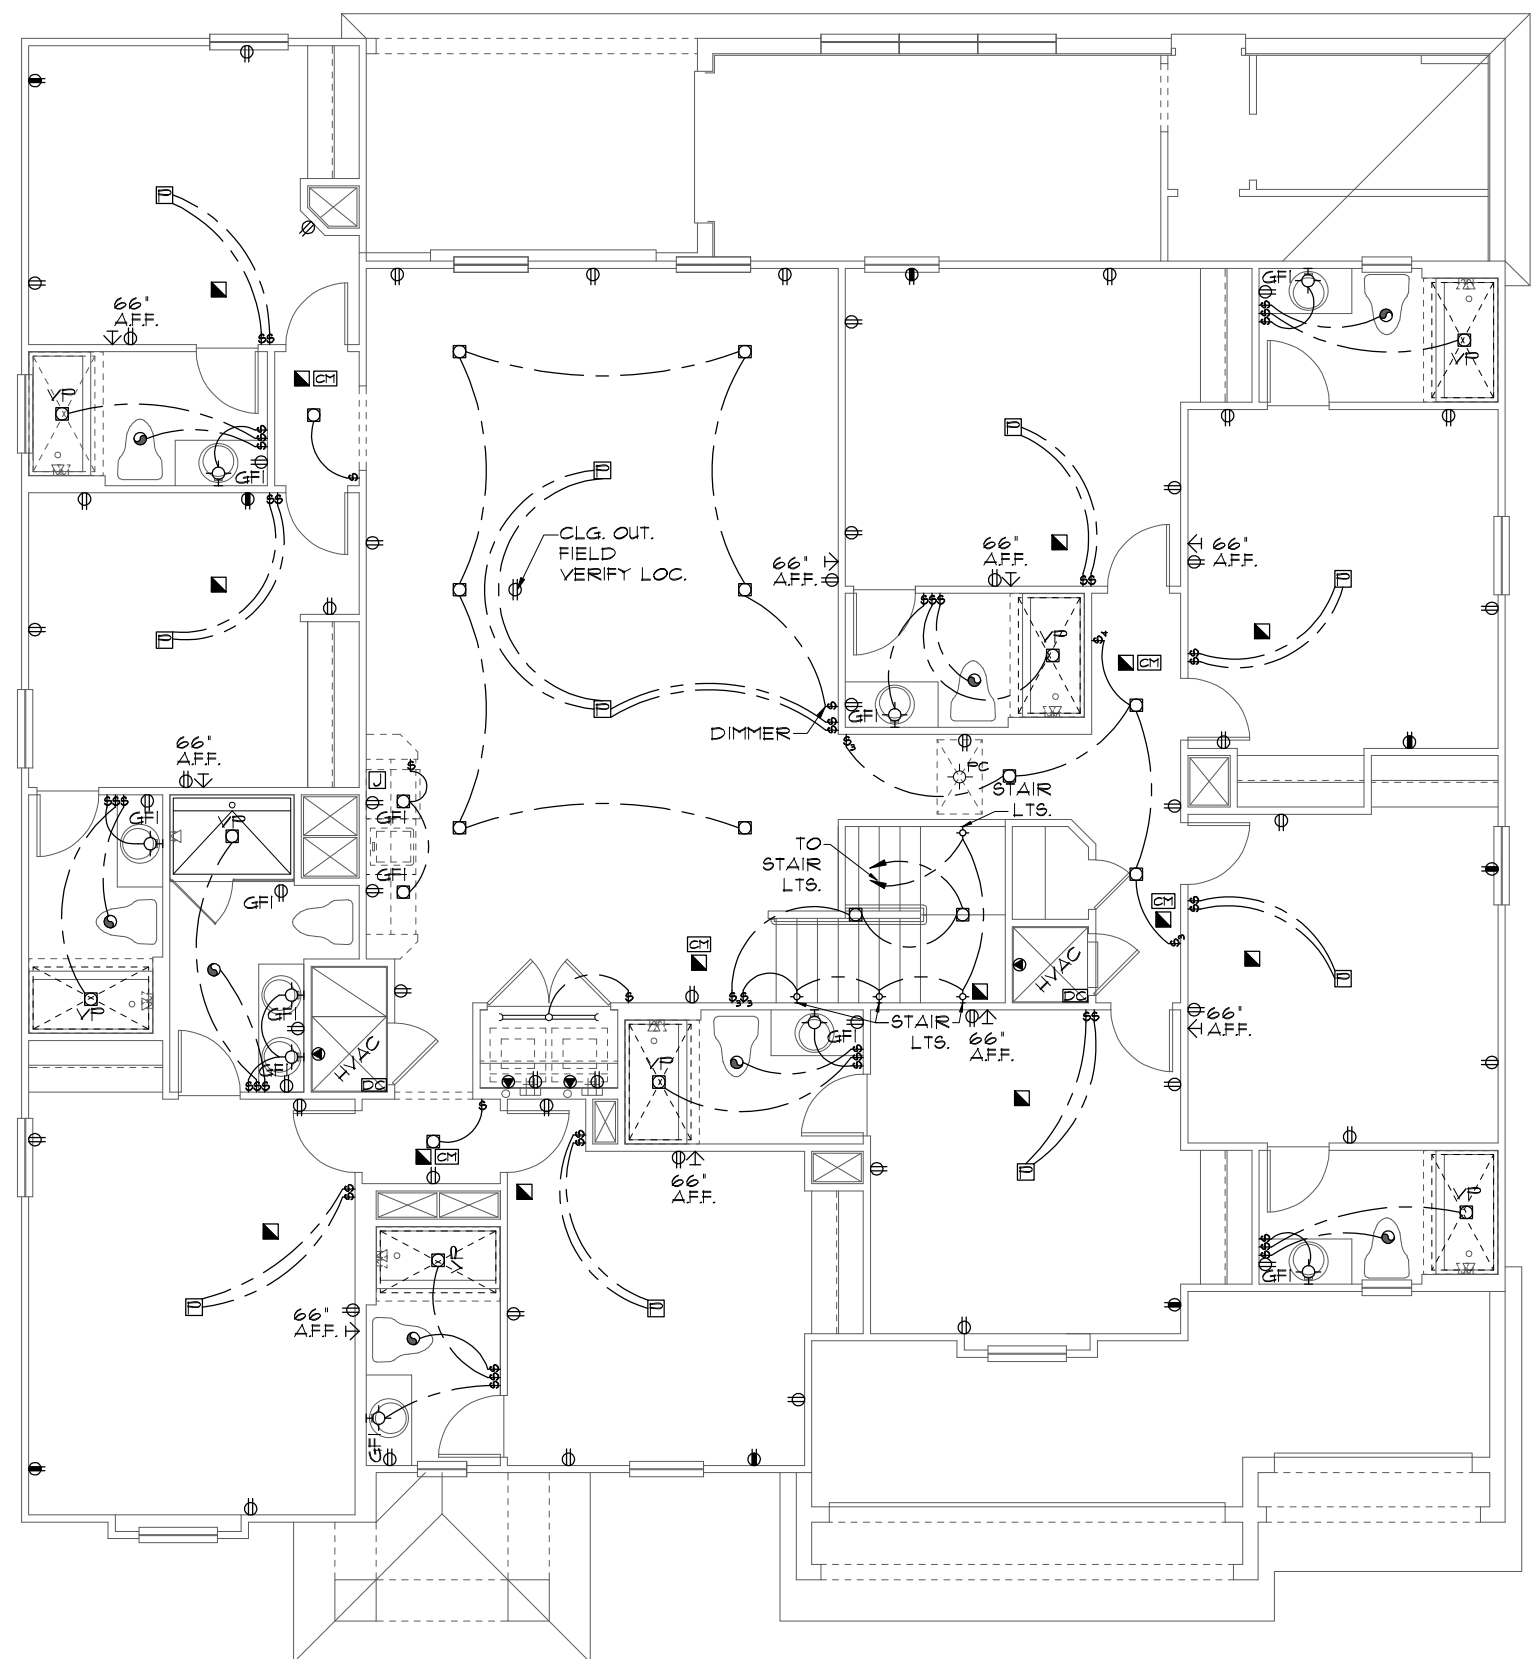 GFI
66"
A.F.F.
CM
VP
VP
GFI
CLG. OUT.
FIELD
VERIFY LOC.
66"
A.F.F.
66"
A.F.F.
66"
A.F.F.
VP
CM
GFI
DIMMER
66"
A.F.F.
PC
STAIR
LTS.
J
GFI
GFI
VP
TO
STAIR
LTS.
GFI
GFI
CM
CM
HVAC
DC
VP
GFI
STAIR
LTS.
GFI
66"
A.F.F.
66"
A.F.F.
GFI
HVAC
DC
VP
CM
66"
A.F.F.
VP
VP
GFI
66"
A.F.F.
GFI